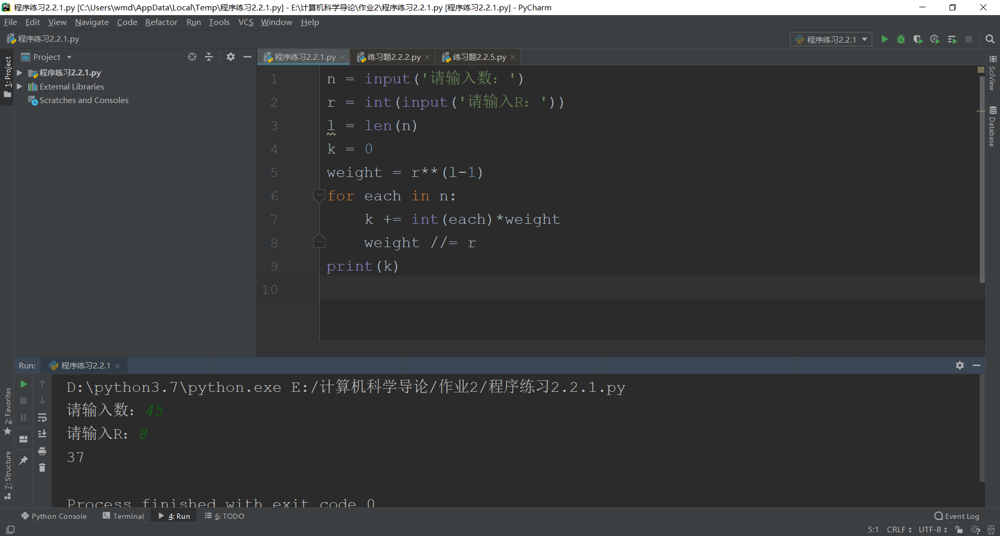 程序练习2.2.1.py [C:\Users\wmd\AppData\Local\Temp\程序练习2.2.1.py] - E:\计算机科学导论\作业2\程序练习2.2.1.py [程序练习2.2.1.py] - PyCharm
File Edit View Navigate Code Refactor Run Tools VCS Window Help
程序练习2.2.1.py
程序练习2.2.1
1: Project
Project
程序练习2.2.1.py
External Libraries
Scratches and Consoles
程序练习2.2.1.py 练习题2.2.2.py 练习题2.2.5.py
1 n = input('请输入数：')
2 r = int(input('请输入R：'))
3 l = len(n)
4 k = 0
5 weight = r**(l-1)
6 for each in n:
7     k += int(each)*weight
8     weight //= r
9 print(k)
10
SciView
Database
Run: 程序练习2.2.1
D:\python3.7\python.exe E:/计算机科学导论/作业2/程序练习2.2.1.py
请输入数：45
请输入R：8
37
Process finished with exit code 0
2: Favorites
7: Structure
Python Console Terminal 4: Run 6: TODO Event Log
5:1 CRLF UTF-8